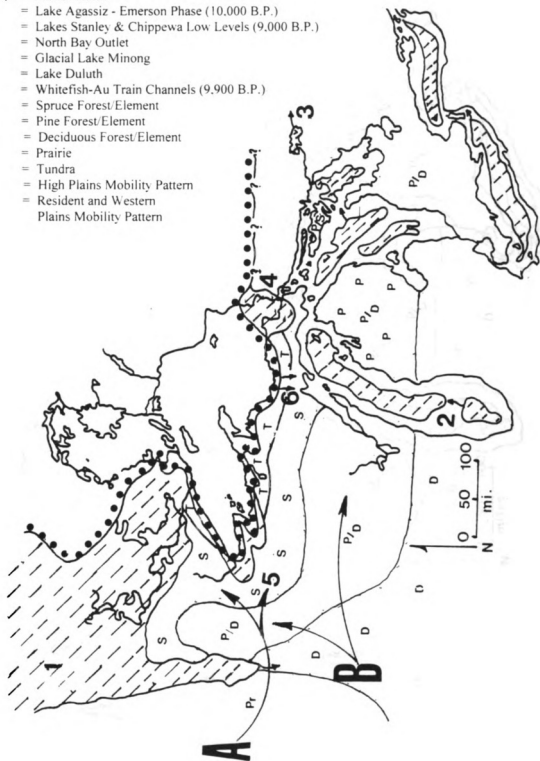 = Lake Agassiz - Emerson Phase (10,000 B.P.)
= Lakes Stanley & Chippewa Low Levels (9,000 B.P.)
= North Bay Outlet
= Glacial Lake Minong
= Lake Duluth
= Whitefish-Au Train Channels (9,900 B.P.)
= Spruce Forest/Element
= Pine Forest/Element
= Deciduous Forest/Element
= Prairie
= Tundra
= High Plains Mobility Pattern
= Resident and Western
Plains Mobility Pattern
1
2
3
4
5
6
A
B
Pr
P/D
P/D
P/D
P/D
S
S
S
S
S
T
T
T
T
D
D
D
D
P
P
P
P
P
?
?
?
0 50 100
mi.
N